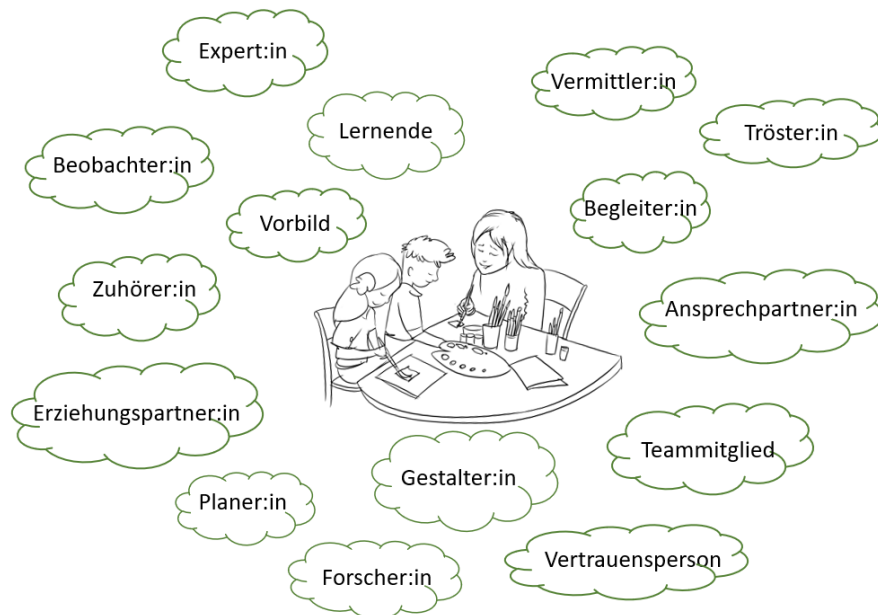 Expert:in
Vermittler:in
Lernende
Tröster:in
Beobachter:in
Vorbild
Begleiter:in
Zuhörer:in
Ansprechpartner:in
Erziehungspartner:in
Teammitglied
Gestalter:in
Planer:in
Vertrauensperson
Forscher:in